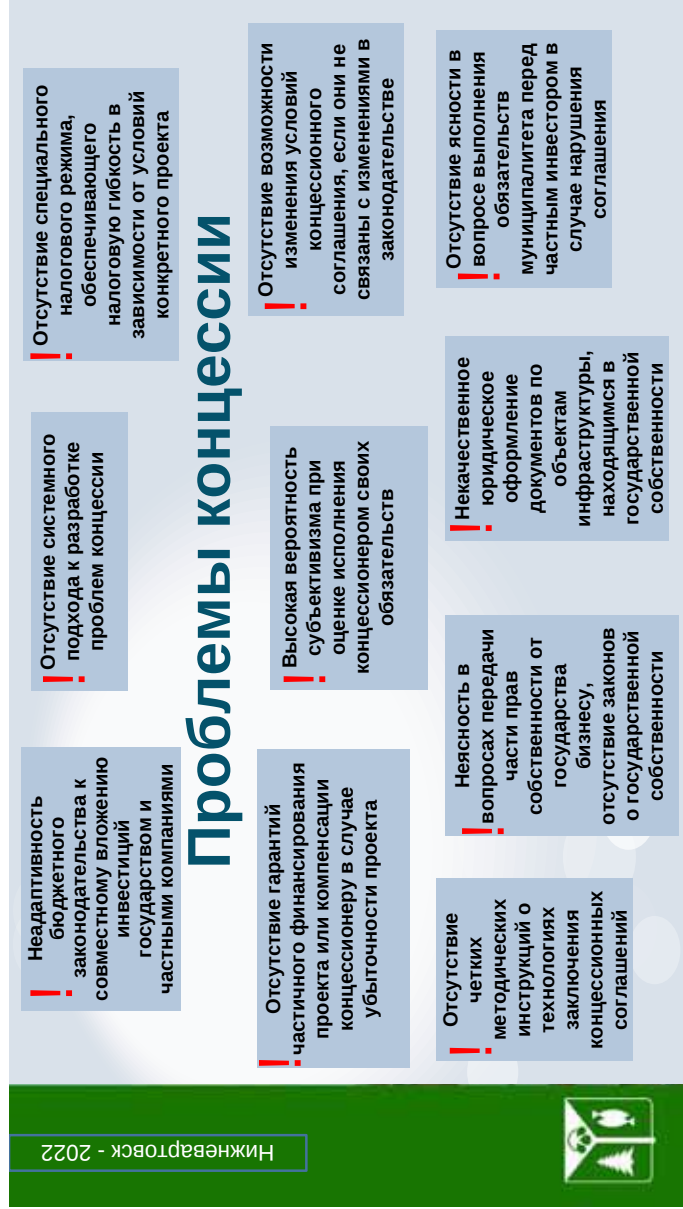 Нижневартовск - 2022
Неадаптивность
бюджетного
законодательства к
совместному вложению
инвестиций
государством и
частными компаниями
!
Отсутствие системного
подхода к разработке
проблем концессии
!
Отсутствие специального
налогового режима,
обеспечивающего
налоговую гибкость в
зависимости от условий
конкретного проекта
!
Проблемы концессии
Отсутствие гарантий
частичного финансирования
проекта или компенсации
концессионеру в случае
убыточности проекта
!
Высокая вероятность
субъективизма при
оценке исполнения
концессионером своих
обязательств
!
Отсутствие возможности
изменения условий
концессионного
соглашения, если они не
связаны с изменениями в
законодательстве
!
Отсутствие
четких
методических
инструкций о
технологиях
заключения
концессионных
соглашений
!
Неясность в
вопросах передачи
части прав
собственности от
государства
бизнесу,
отсутствие законов
о государственной
собственности
!
Некачественное
юридическое
оформление
документов по
объектам
инфраструктуры,
находящимся в
государственной
собственности
!
Отсутствие ясности в
вопросе выполнения
обязательств
муниципалитета перед
частным инвестором в
случае нарушения
соглашения
!